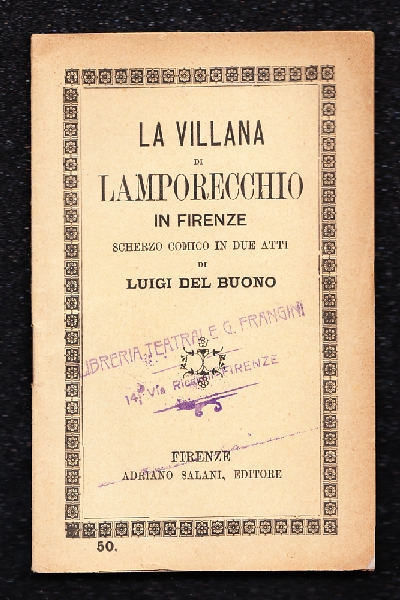 LA VILLANA
DI
LAMPORECCHIO
IN FIRENZE
SCHERZO COMICO IN DUE ATTI
DI
LUIGI DEL BUONO
LIBRERIA TEATRALE G. FRANGINI
14, Via FIRENZE
FIRENZE
ADRIANO SALANI, EDITORE
50.